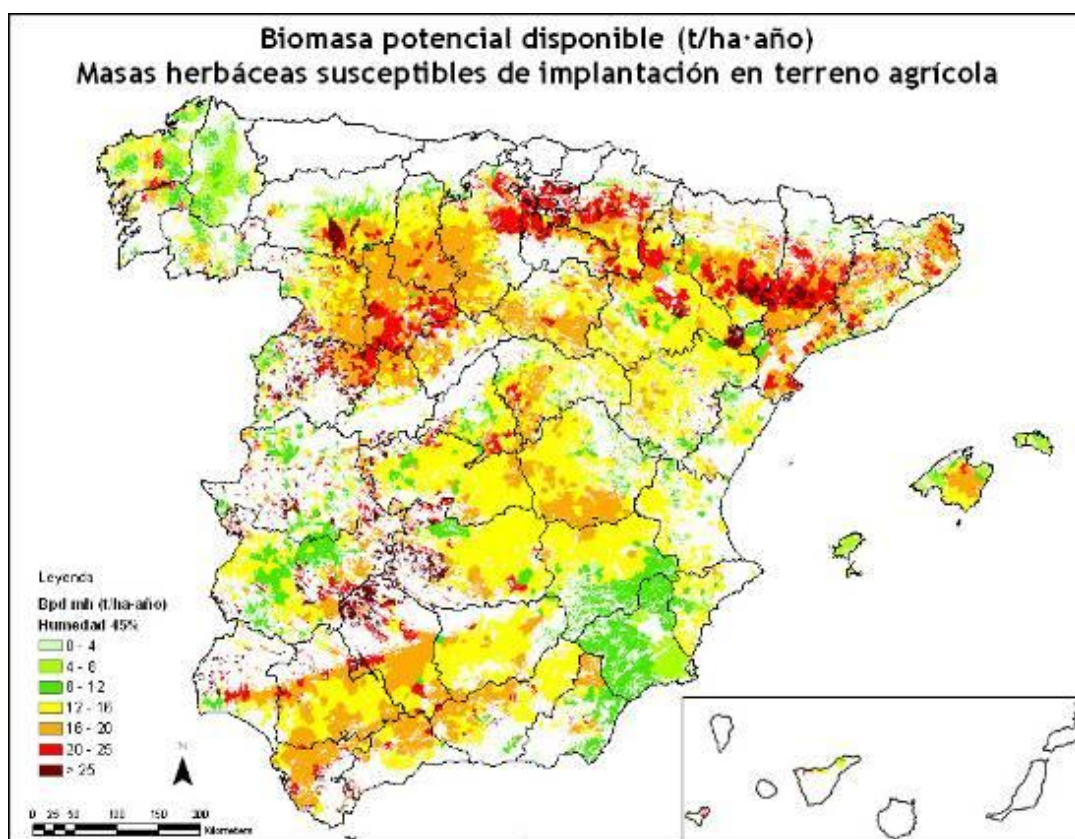 Biomasa potencial disponible (t/ha·año)
Masas herbáceas susceptibles de implantación en terreno agrícola
Leyenda
Bpd mh (t/ha-año)
Humedad 45%
0 - 4
4 - 8
8 - 12
12 - 16
16 - 20
20 - 25
> 25
N
0 25 50 100 150 200
Kilometers